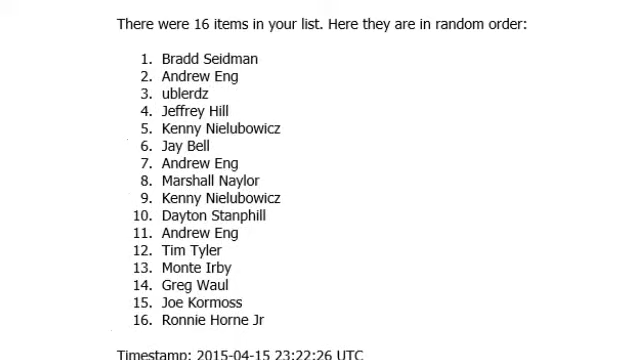 There were 16 items in your list. Here they are in random order:
1. Bradd Seidman
2. Andrew Eng
3. ublerdz
4. Jeffrey Hill
5. Kenny Nielubowicz
6. Jay Bell
7. Andrew Eng
8. Marshall Naylor
9. Kenny Nielubowicz
10. Dayton Stanphill
11. Andrew Eng
12. Tim Tyler
13. Monte Irby
14. Greg Waul
15. Joe Kormoss
16. Ronnie Horne Jr
Timestamp: 2015-04-15 23:22:26 UTC